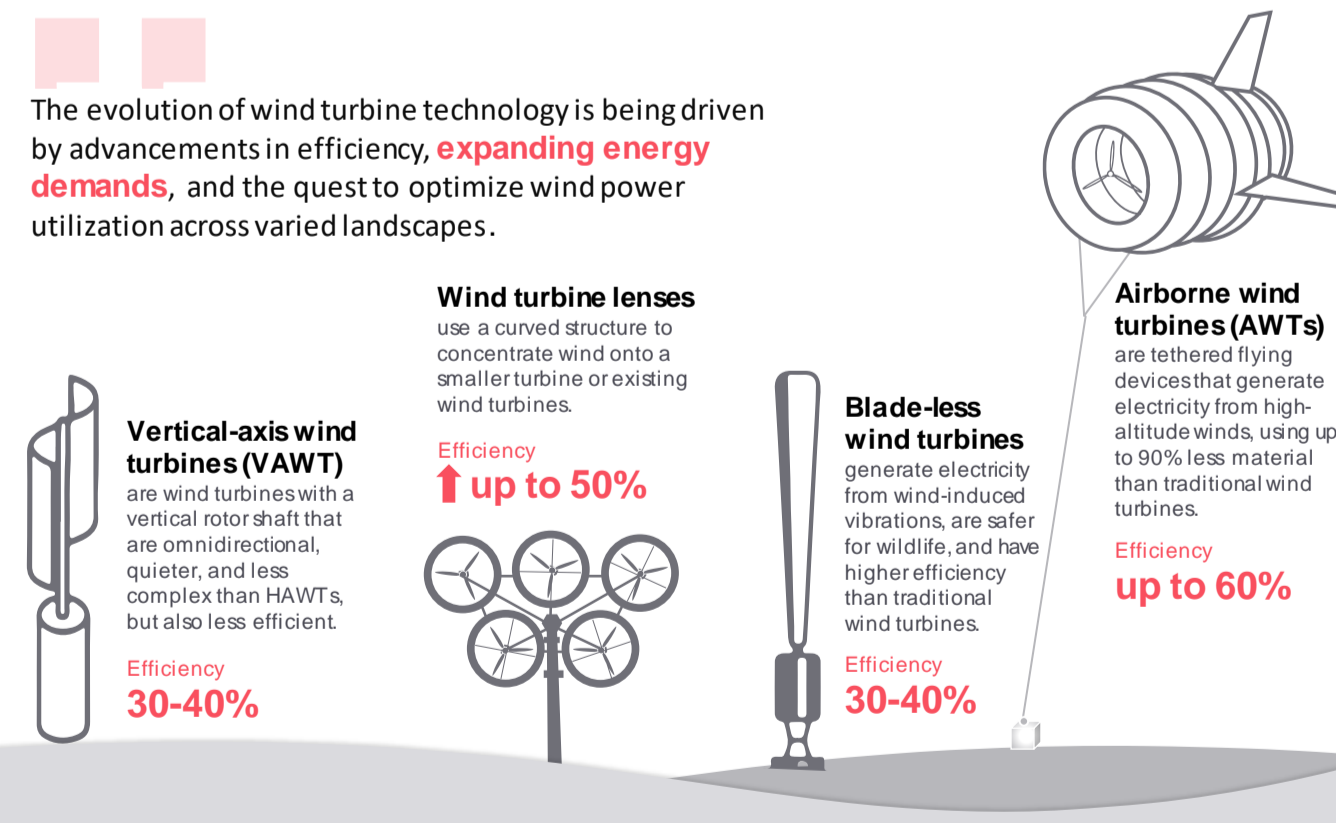 The evolution of wind turbine technology is being driven
by advancements in efficiency, expanding energy
demands, and the quest to optimize wind power
utilization across varied landscapes.
Vertical-axis wind
turbines (VAWT)
are wind turbines with a
vertical rotor shaft that
are omnidirectional,
quieter, and less
complex than HAWTs,
but also less efficient.
Efficiency
30-40%
Wind turbine lenses
use a curved structure to
concentrate wind onto a
smaller turbine or existing
wind turbines.
Efficiency
up to 50%
Blade-less
wind turbines
generate electricity
from wind-induced
vibrations, are safer
for wildlife, and have
higher efficiency
than traditional
wind turbines.
Efficiency
30-40%
Airborne wind
turbines (AWTs)
are tethered flying
devices that generate
electricity from high-
altitude winds, using up
to 90% less material
than traditional wind
turbines.
Efficiency
up to 60%